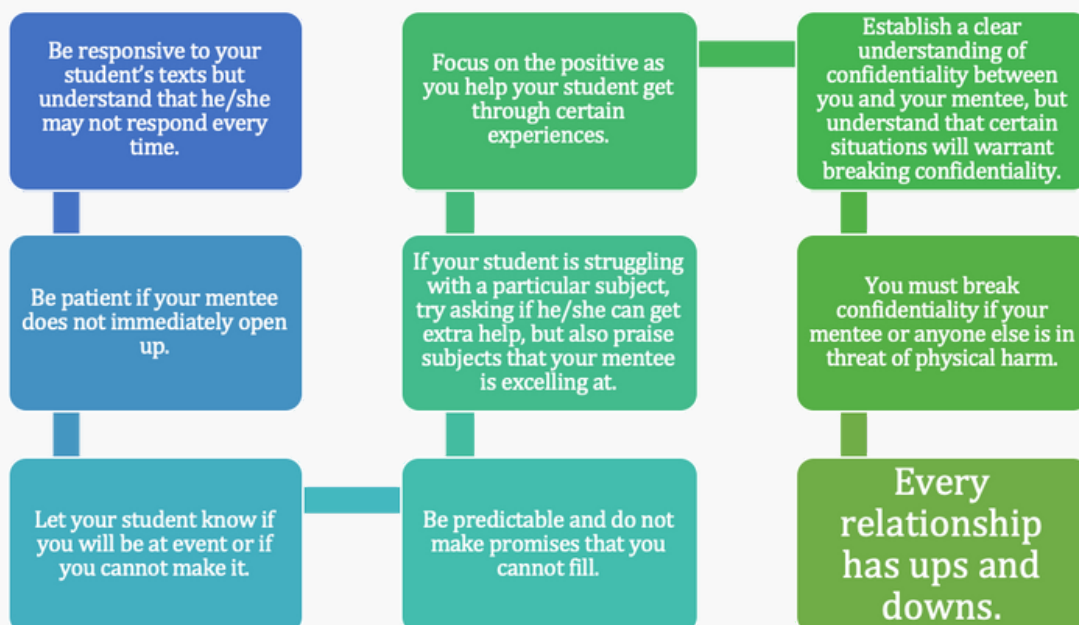 Be responsive to your
student's texts but
understand that he/she
may not respond every
time.
Be patient if your mentee
does not immediately open
up.
Let your student know if
you will be at event or if
you cannot make it.
Be predictable and do not
make promises that you
cannot fill.
If your student is struggling
with a particular subject,
try asking if he/she can get
extra help, but also praise
subjects that your mentee
is excelling at.
Focus on the positive as
you help your student get
through certain
experiences.
Establish a clear
understanding of
confidentiality between
you and your mentee, but
understand that certain
situations will warrant
breaking confidentiality.
You must break
confidentiality if your
mentee or anyone else is in
threat of physical harm.
Every
relationship
has ups and
downs.